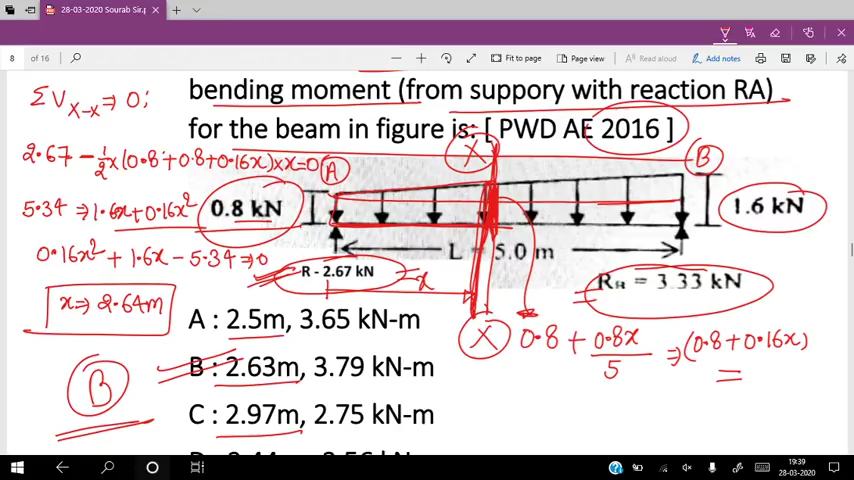 28-03-2020 Sourab Sir.p
8 of 16
Fit to page
Page view
Read aloud
Add notes
ΣV X-x ⇒ 0;
bending moment (from suppory with reaction RA)
for the beam in figure is: [ PWD AE 2016 ]
2.67 - 1/2 x (0.8 + 0.8 + 0.16x) x x = 0
X
A
B
5.34 ⇒ 1.6x + 0.16x²
0.8 kN
1.6 kN
0.16x² + 1.6x - 5.34 ⇒ 0
L = 5.0 m
R - 2.67 kN
x
R_B = 3.33 kN
x ⇒ 2.64m
A : 2.5m, 3.65 kN-m
X
0.8 + 0.8x/5 ⇒ (0.8 + 0.16x)
B
B : 2.63m, 3.79 kN-m
C : 2.97m, 2.75 kN-m
19:39
28-03-2020